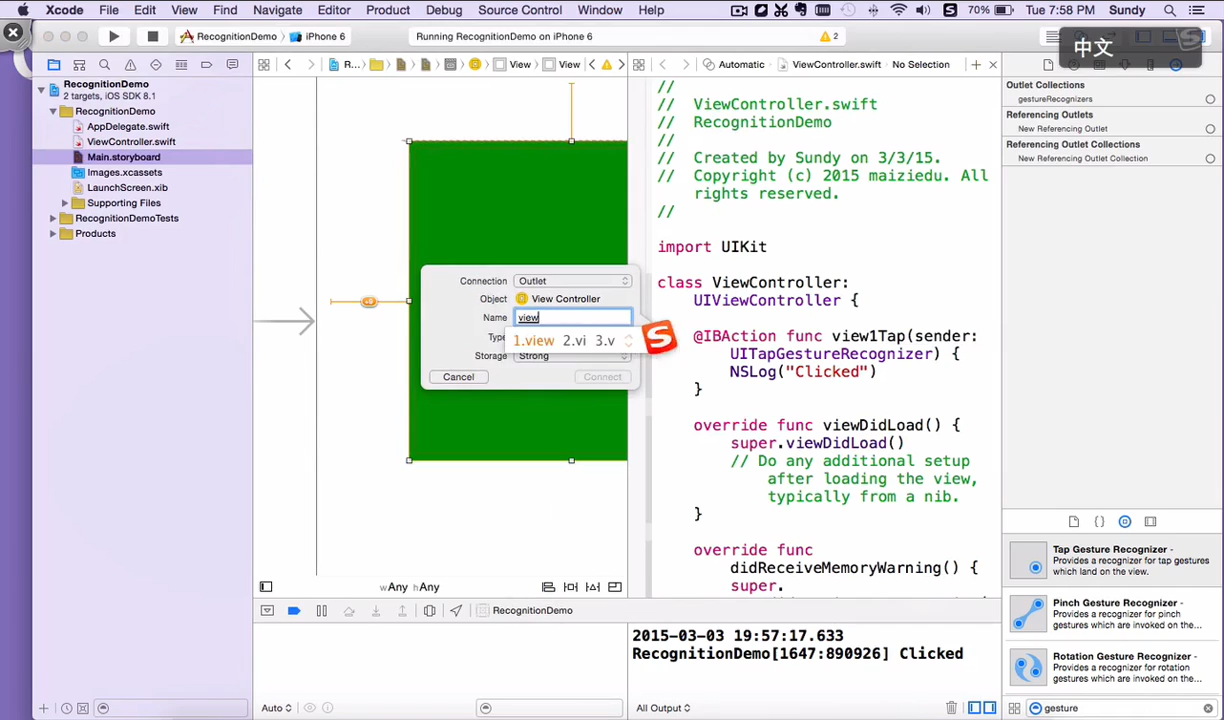 Xcode File Edit View Find Navigate Editor Product Debug Source Control Window Help 70% Tue 7:58 PM Sundy
中文
RecognitionDemo iPhone 6 Running RecognitionDemo on iPhone 6 2
R... View View Automatic ViewController.swift No Selection
RecognitionDemo
2 targets, iOS SDK 8.1
RecognitionDemo
AppDelegate.swift
ViewController.swift
Main.storyboard
Images.xcassets
LaunchScreen.xib
Supporting Files
RecognitionDemoTests
Products
Connection Outlet
Object View Controller
Name view
Type
1.view 2.vi 3.v
Storage Strong
Cancel Connect
wAny hAny
//
// ViewController.swift
// RecognitionDemo
//
// Created by Sundy on 3/3/15.
// Copyright (c) 2015 maiziedu. All
rights reserved.
//
import UIKit
class ViewController:
UIViewController {
@IBAction func view1Tap(sender:
UITapGestureRecognizer) {
NSLog("Clicked")
}
override func viewDidLoad() {
super.viewDidLoad()
// Do any additional setup
after loading the view,
typically from a nib.
}
override func
didReceiveMemoryWarning() {
super.
Outlet Collections
gestureRecognizers
Referencing Outlets
New Referencing Outlet
Referencing Outlet Collections
New Referencing Outlet Collection
Tap Gesture Recognizer -
Provides a recognizer for tap gestures
which land on the view.
Pinch Gesture Recognizer -
Provides a recognizer for pinch
gestures which are invoked on the...
Rotation Gesture Recognizer -
Provides a recognizer for rotation
gestures which are invoked on the...
gesture
RecognitionDemo
2015-03-03 19:57:17.633
RecognitionDemo[1647:890926] Clicked
Auto
All Output